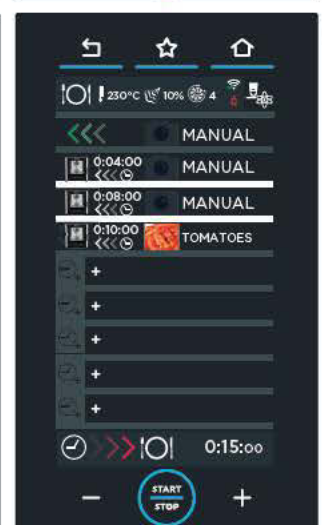 230°C 10% 4
MANUAL
0:04:00 MANUAL
0:08:00 MANUAL
0:10:00 TOMATOES
+
+
+
+
+
0:15:00
− START STOP +